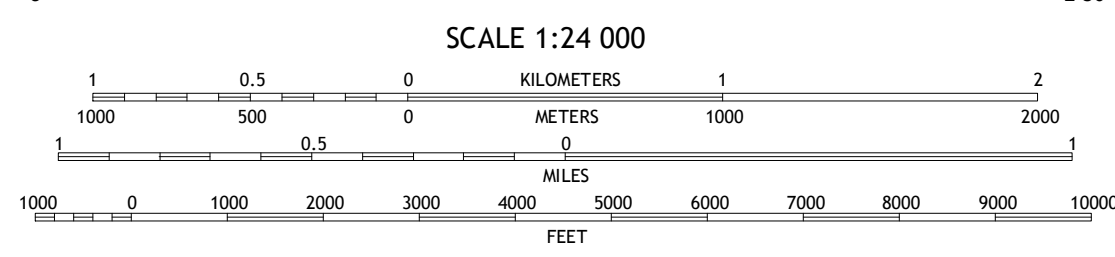 SCALE 1:24 000
1 0.5 0 KILOMETERS 1 2
1000 500 0 METERS 1000 2000
1 0.5 0 1
MILES
1000 0 1000 2000 3000 4000 5000 6000 7000 8000 9000 10000
FEET